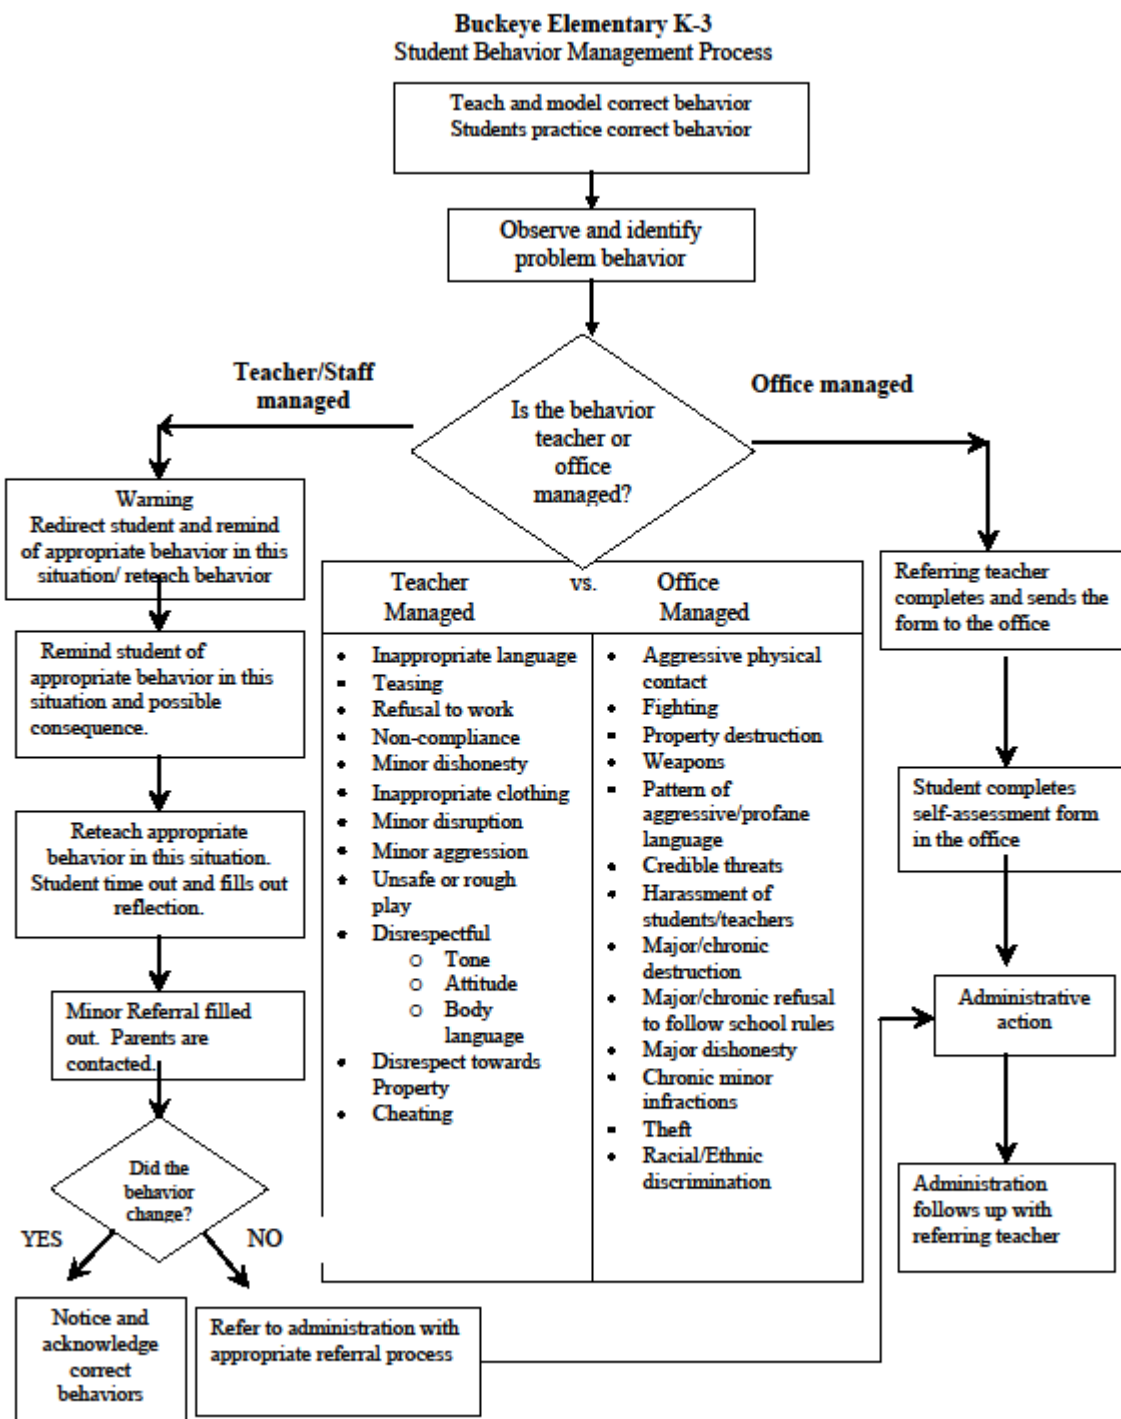 Buckeye Elementary K-3
Student Behavior Management Process
Teach and model correct behavior
Students practice correct behavior
Observe and identify
problem behavior
Teacher/Staff
managed
Office managed
Is the behavior
teacher or
office
managed?
Warning
Redirect student and remind
of appropriate behavior in this
situation/ reteach behavior
Remind student of
appropriate behavior in this
situation and possible
consequence.
Reteach appropriate
behavior in this situation.
Student time out and fills out
reflection.
Minor Referral filled
out. Parents are
contacted.
Did the
behavior
change?
YES
NO
Notice and
acknowledge
correct
behaviors
Refer to administration with
appropriate referral process
Teacher vs. Office
Managed Managed
• Inappropriate language
▪ Teasing
• Refusal to work
• Non-compliance
• Minor dishonesty
• Inappropriate clothing
• Minor disruption
• Minor aggression
• Unsafe or rough
play
• Disrespectful
o Tone
o Attitude
o Body
language
• Disrespect towards
Property
• Cheating
• Aggressive physical
contact
• Fighting
▪ Property destruction
• Weapons
▪ Pattern of
aggressive/profane
language
• Credible threats
• Harassment of
students/teachers
• Major/chronic
destruction
• Major/chronic refusal
to follow school rules
• Major dishonesty
• Chronic minor
infractions
▪ Theft
• Racial/Ethnic
discrimination
Referring teacher
completes and sends the
form to the office
Student completes
self-assessment form
in the office
Administrative
action
Administration
follows up with
referring teacher